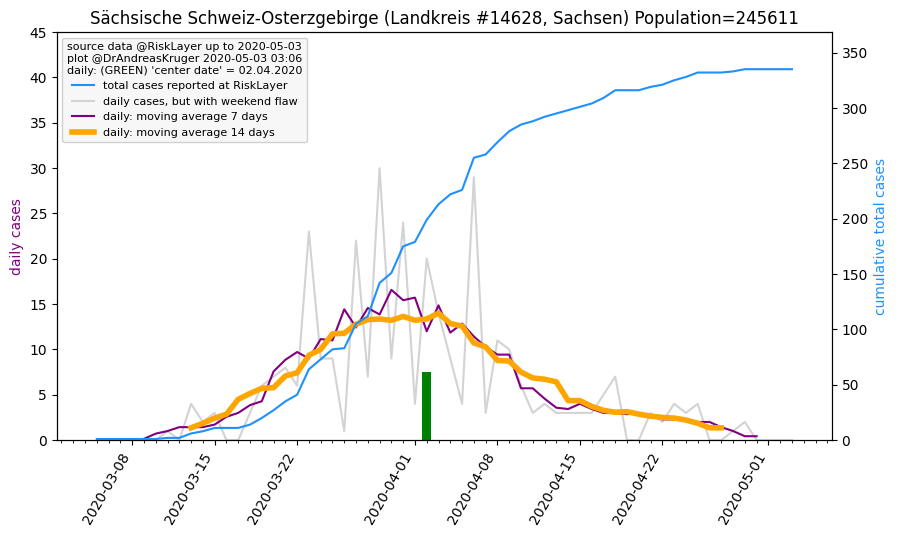 Sächsische Schweiz-Osterzgebirge (Landkreis #14628, Sachsen) Population=245611
source data @RiskLayer up to 2020-05-03
plot @DrAndreasKruger 2020-05-03 03:06
daily: (GREEN) 'center date' = 02.04.2020
total cases reported at RiskLayer
daily cases, but with weekend flaw
daily: moving average 7 days
daily: moving average 14 days
daily cases
45
40
35
30
25
20
15
10
5
0
350
300
250
200
150
100
50
0
cumulative total cases
2020-03-08
2020-03-15
2020-03-22
2020-04-01
2020-04-08
2020-04-15
2020-04-22
2020-05-01